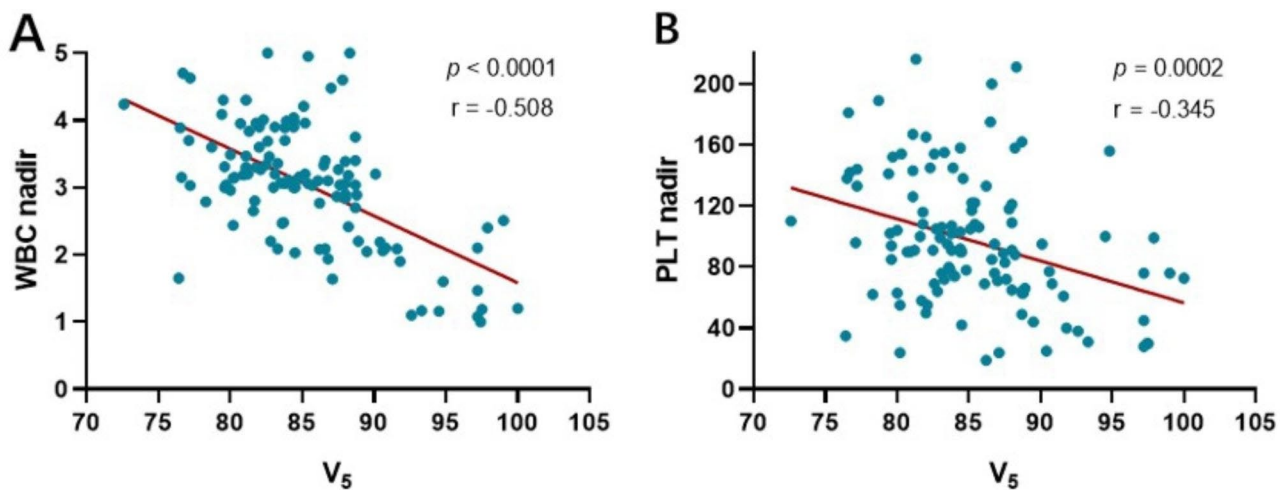 A
p < 0.0001
r = -0.508
WBC nadir
5
4
3
2
1
0
70 75 80 85 90 95 100 105
V5
B
p = 0.0002
r = -0.345
PLT nadir
200
160
120
80
40
0
70 75 80 85 90 95 100 105
V5